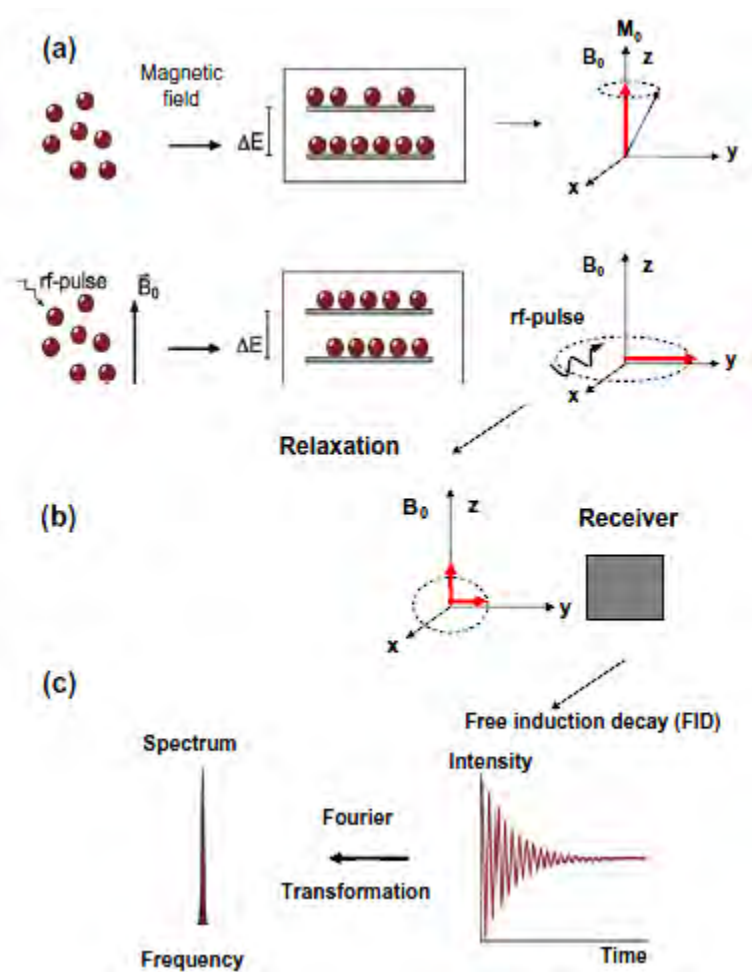 (a)
Magnetic
field
ΔE
M₀
B₀ z
y
x
rf-pulse
B⃗₀
ΔE
B₀ z
rf-pulse
y
x
Relaxation
(b)
B₀ z
Receiver
y
x
(c)
Free induction decay (FID)
Spectrum
Intensity
Fourier
Transformation
Frequency
Time